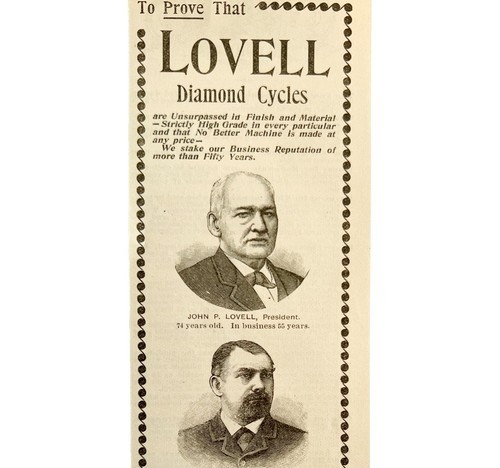 To Prove That
LOVELL
Diamond Cycles
are Unsurpassed in Finish and Material
—Strictly High Grade in every particular
and that No Better Machine is made at
any price—
We stake our Business Reputation of
more than Fifty Years.
JOHN P. LOVELL, President.
74 years old. In business 55 years.